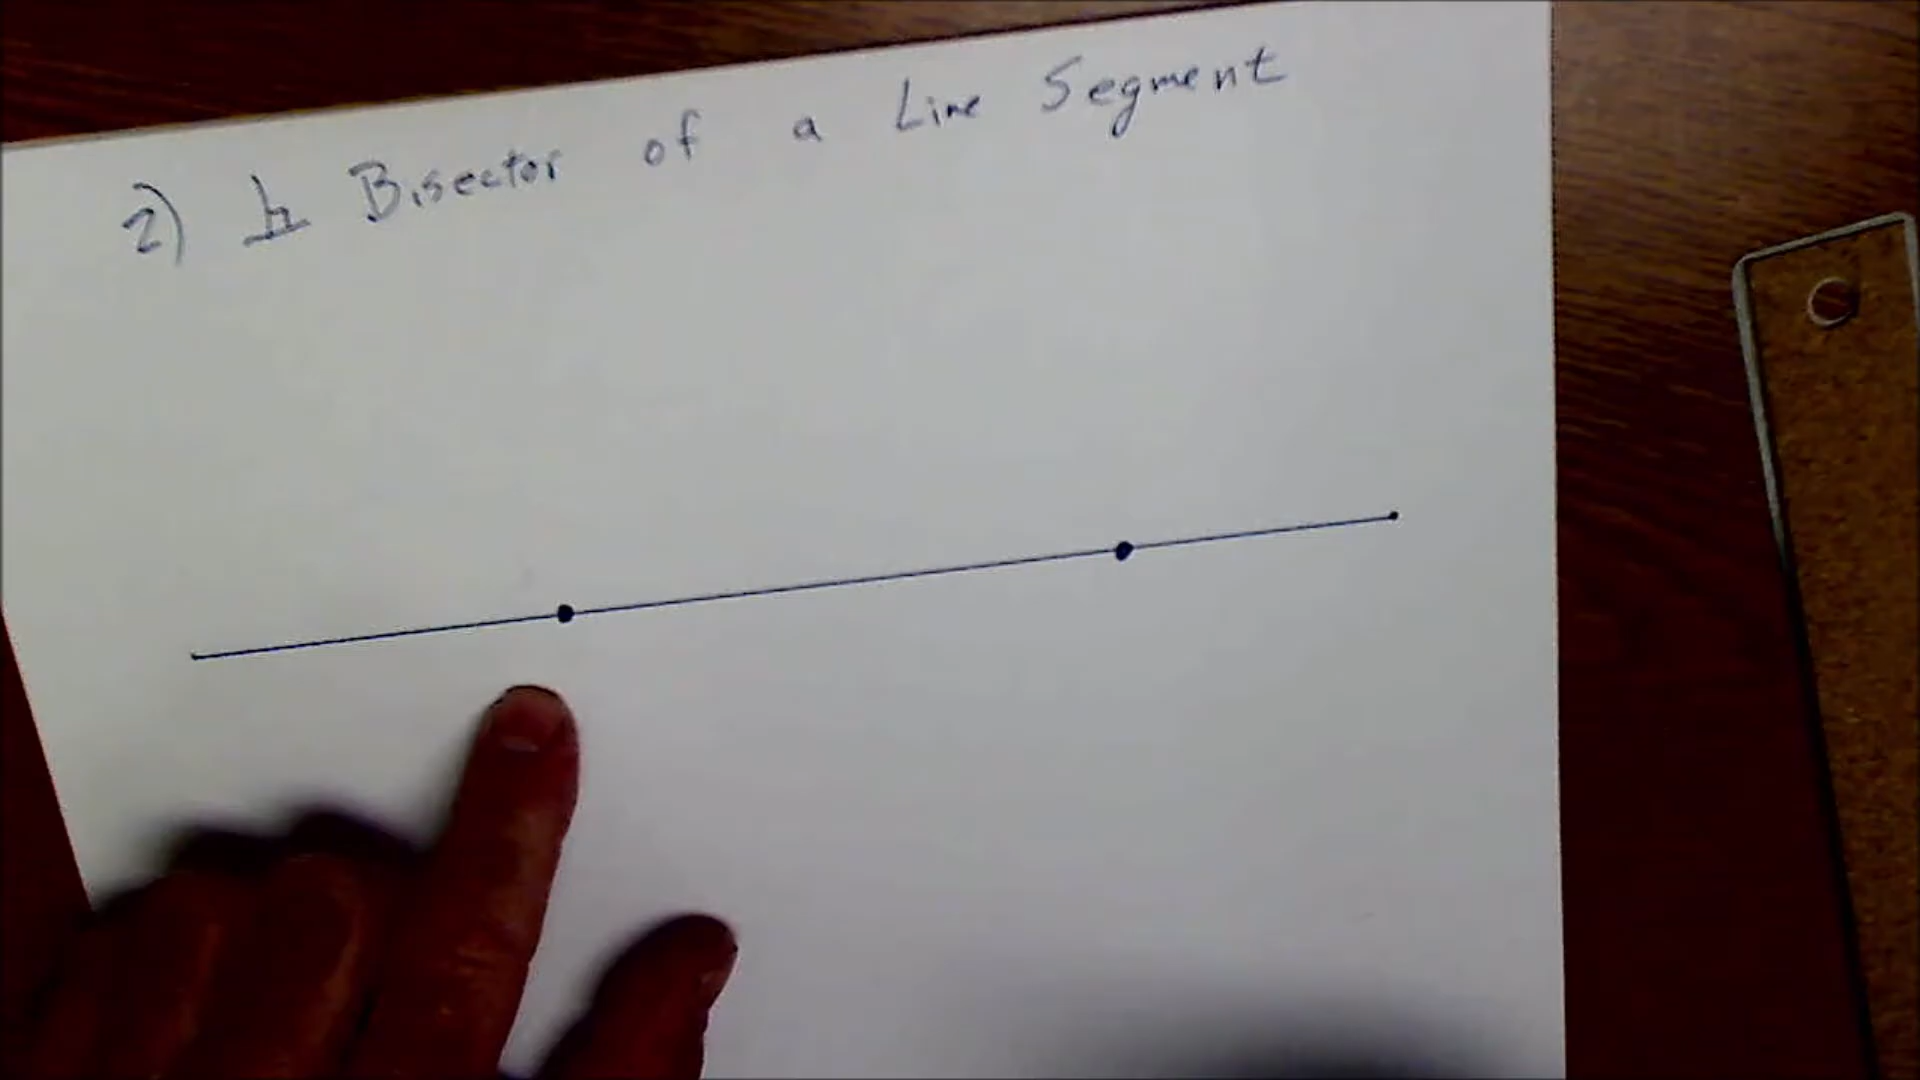 2) ⊥ Bisector of a Line Segment